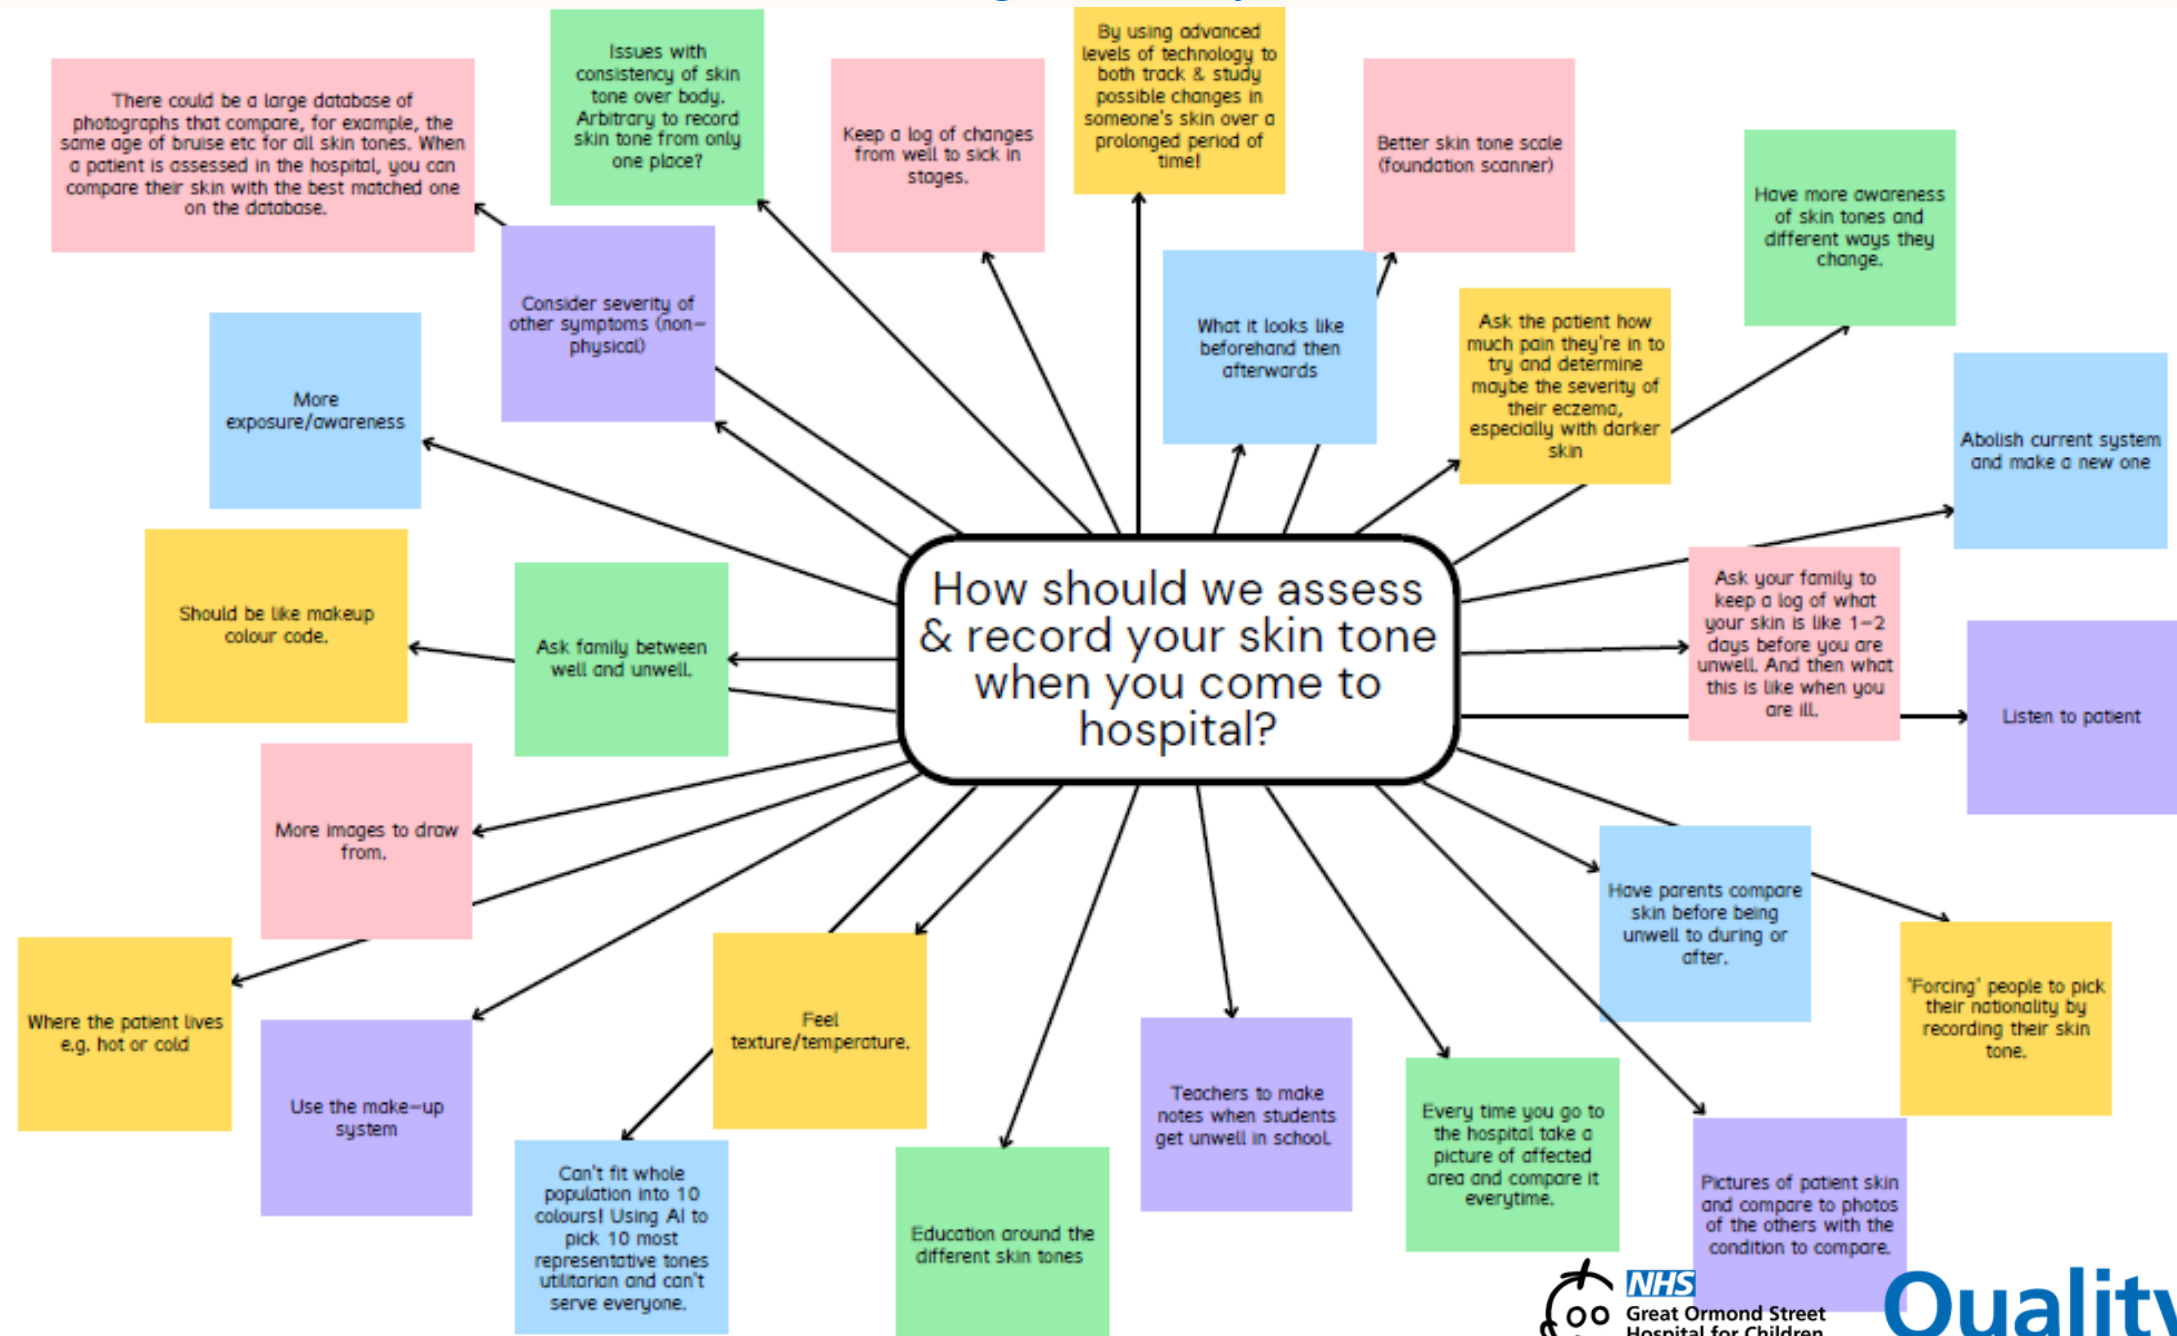 There could be a large database of
photographs that compare, for example, the
same age of bruise etc for all skin tones. When
a patient is assessed in the hospital, you can
compare their skin with the best matched one
on the database.
Issues with
consistency of skin
tone over body.
Arbitrary to record
skin tone from only
one place?
Keep a log of changes
from well to sick in
stages.
By using advanced
levels of technology to
both track & study
possible changes in
someone's skin over a
prolonged period of
time!
Better skin tone scale
(foundation scanner)
Have more awareness
of skin tones and
different ways they
change.
Consider severity of
other symptoms (non-
physical)
What it looks like
beforehand then
afterwards
Ask the patient how
much pain they're in to
try and determine
maybe the severity of
their eczema,
especially with darker
skin
More
exposure/awareness
Abolish current system
and make a new one
Should be like makeup
colour code.
Ask family between
well and unwell.
How should we assess
& record your skin tone
when you come to
hospital?
Ask your family to
keep a log of what
your skin is like 1-2
days before you are
unwell. And then what
this is like when you
are ill.
Listen to patient
More images to draw
from.
Have parents compare
skin before being
unwell to during or
after.
Where the patient lives
e.g. hot or cold
Feel
texture/temperature.
"Forcing" people to pick
their nationality by
recording their skin
tone.
Use the make-up
system
Teachers to make
notes when students
get unwell in school.
Every time you go to
the hospital take a
picture of affected
area and compare it
everytime.
Can't fit whole
population into 10
colours! Using AI to
pick 10 most
representative tones
utilitarian and can't
serve everyone.
Education around the
different skin tones
Pictures of patient skin
and compare to photos
of the others with the
condition to compare.
NHS
Great Ormond Street
Hospital for Children
Quality